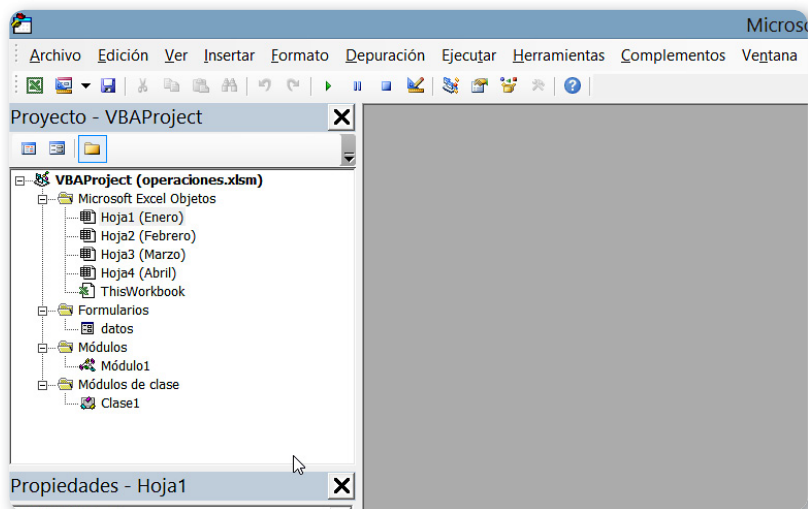 Microso
Archivo Edición Ver Insertar Formato Depuración Ejecutar Herramientas Complementos Ventana
Proyecto - VBAProject
VBAProject (operaciones.xlsm)
Microsoft Excel Objetos
Hoja1 (Enero)
Hoja2 (Febrero)
Hoja3 (Marzo)
Hoja4 (Abril)
ThisWorkbook
Formularios
datos
Módulos
Módulo1
Módulos de clase
Clase1
Propiedades - Hoja1